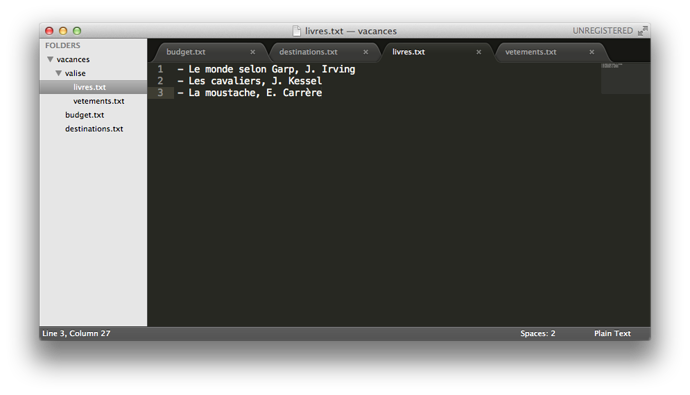 livres.txt — vacances
UNREGISTERED
FOLDERS
vacances
valise
livres.txt
vetements.txt
budget.txt
destinations.txt
budget.txt × destinations.txt × livres.txt × vetements.txt ×
1 - Le monde selon Garp, J. Irving
2 - Les cavaliers, J. Kessel
3 - La moustache, E. Carrère
Line 3, Column 27
Spaces: 2
Plain Text